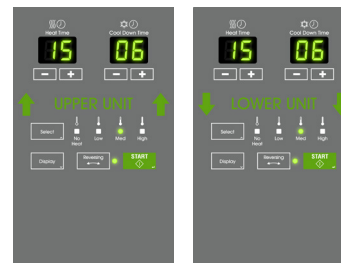 Heat Time
Cool Down Time
15
06
UPPER UNIT
Select
No Heat
Low
Med
High
Display
Reversing
START
Heat Time
Cool Down Time
15
06
LOWER UNIT
Select
No Heat
Low
Med
High
Display
Reversing
START